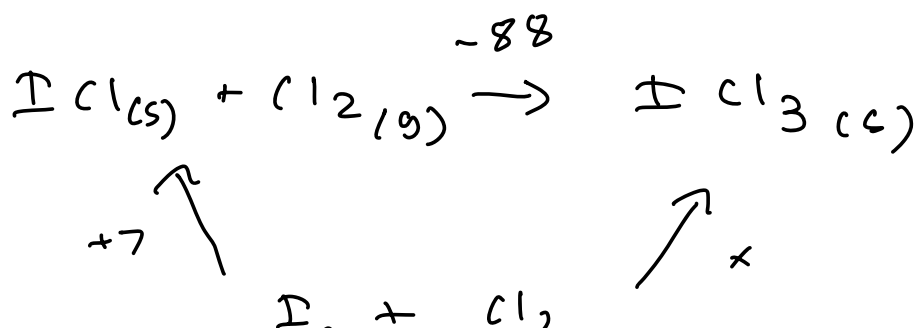 -88
ICl(s) + Cl2(g) → ICl3(s)
+7 x
I2 + Cl2